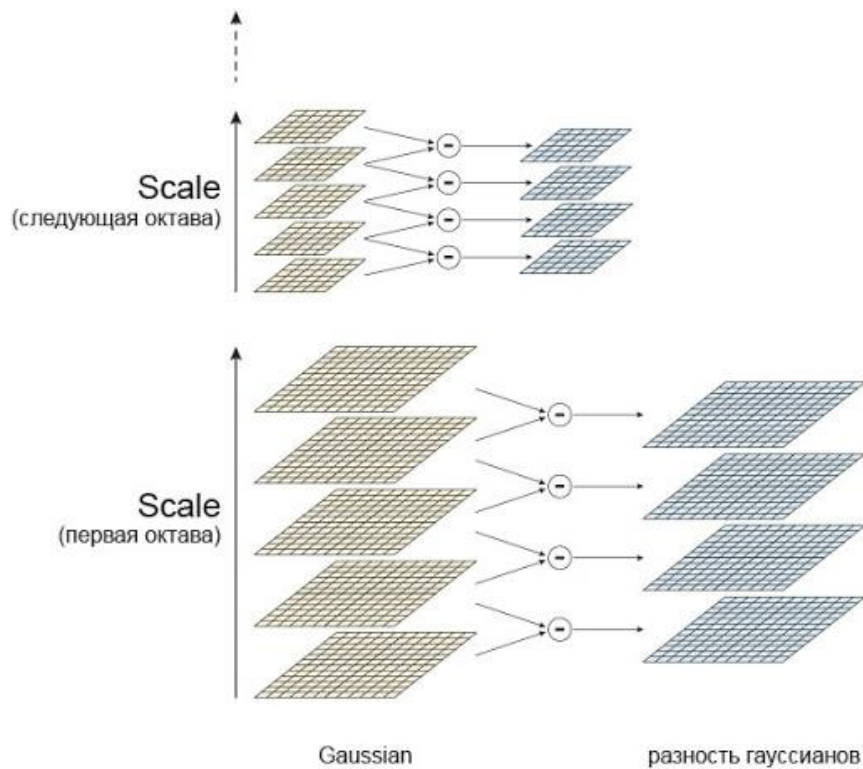 Scale
(следующая октава)
Scale
(первая октава)
Gaussian
разность гауссианов